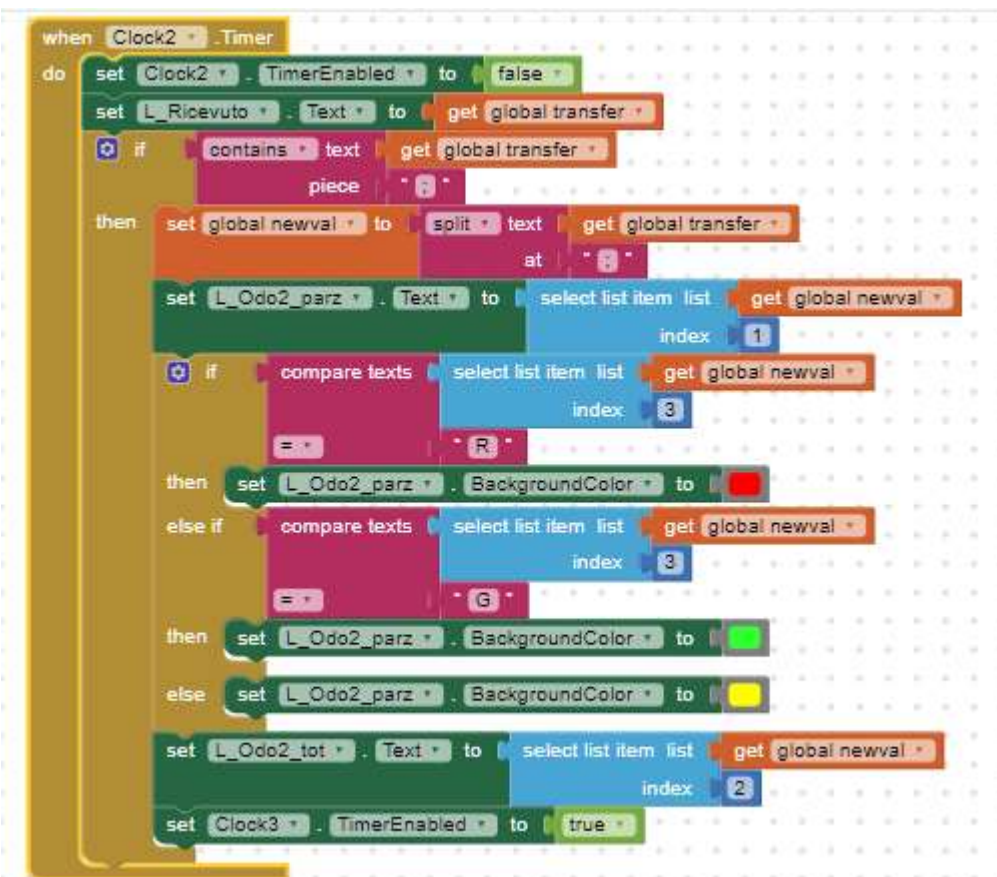 when Clock2 .Timer
do set Clock2 . TimerEnabled to false
set L_Ricevuto . Text to get global transfer
if contains text get global transfer
piece " ; "
then set global newval to split text get global transfer
at " ; "
set L_Odo2_parz . Text to select list item list get global newval
index 1
if compare texts select list item list get global newval
index 3
= " R "
then set L_Odo2_parz . BackgroundColor to
else if compare texts select list item list get global newval
index 3
= " G "
then set L_Odo2_parz . BackgroundColor to
else set L_Odo2_parz . BackgroundColor to
set L_Odo2_tot . Text to select list item list get global newval
index 2
set Clock3 . TimerEnabled to true